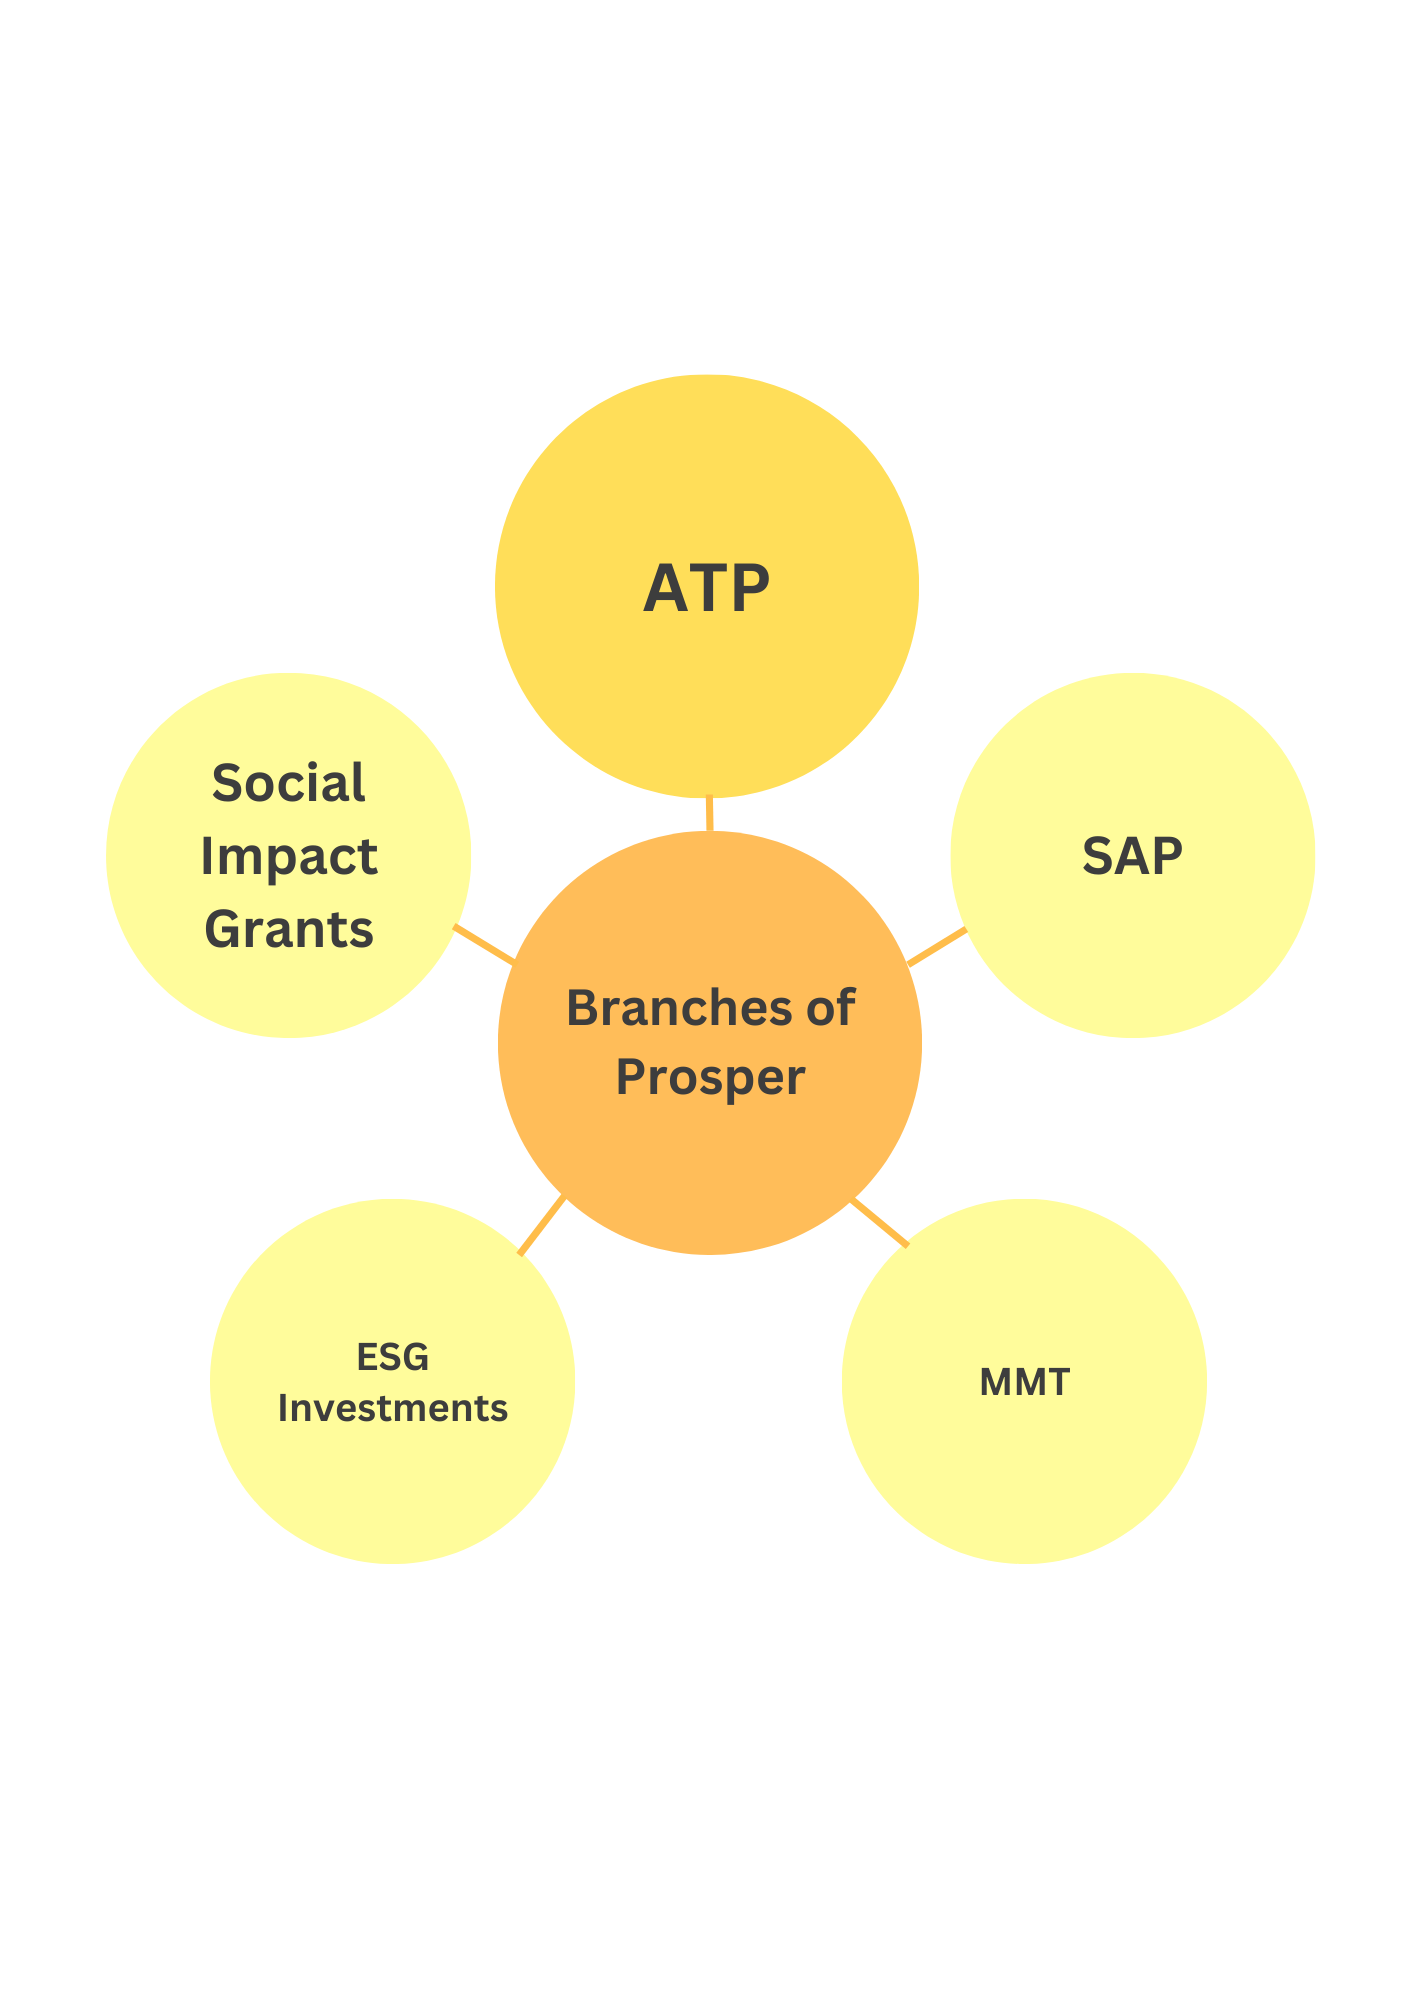 ATP
Social
Impact
Grants
SAP
Branches of
Prosper
ESG
Investments
MMT